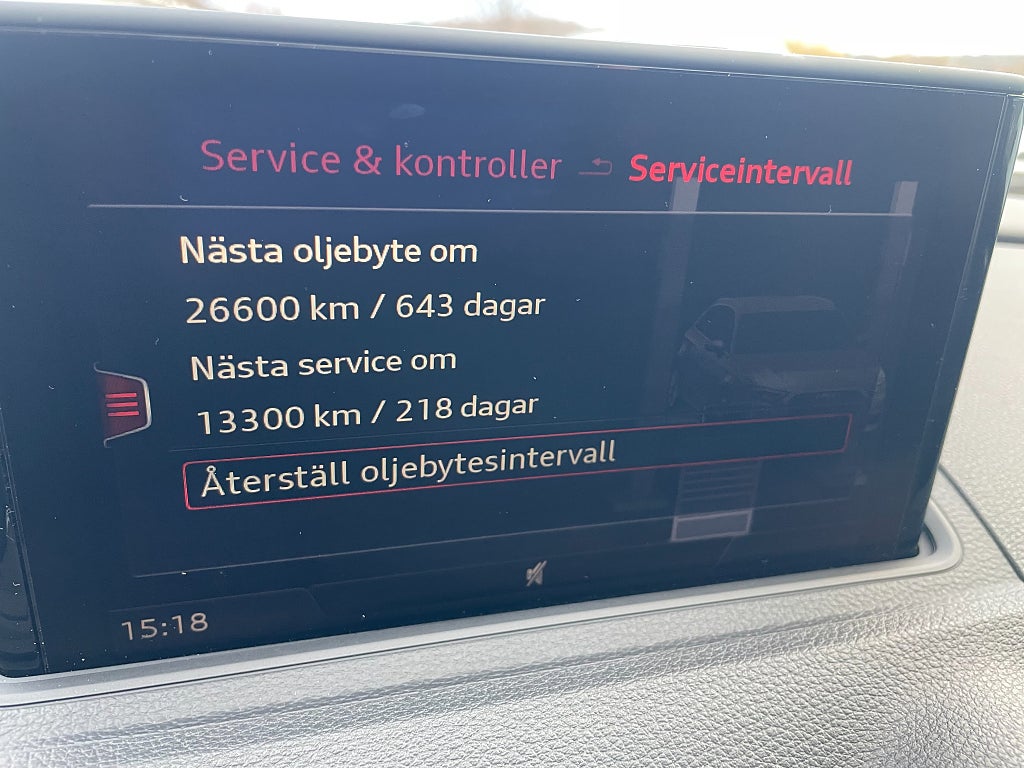 Service & kontroller Serviceintervall
Nästa oljebyte om
26600 km / 643 dagar
Nästa service om
13300 km / 218 dagar
Återställ oljebytesintervall
15:18